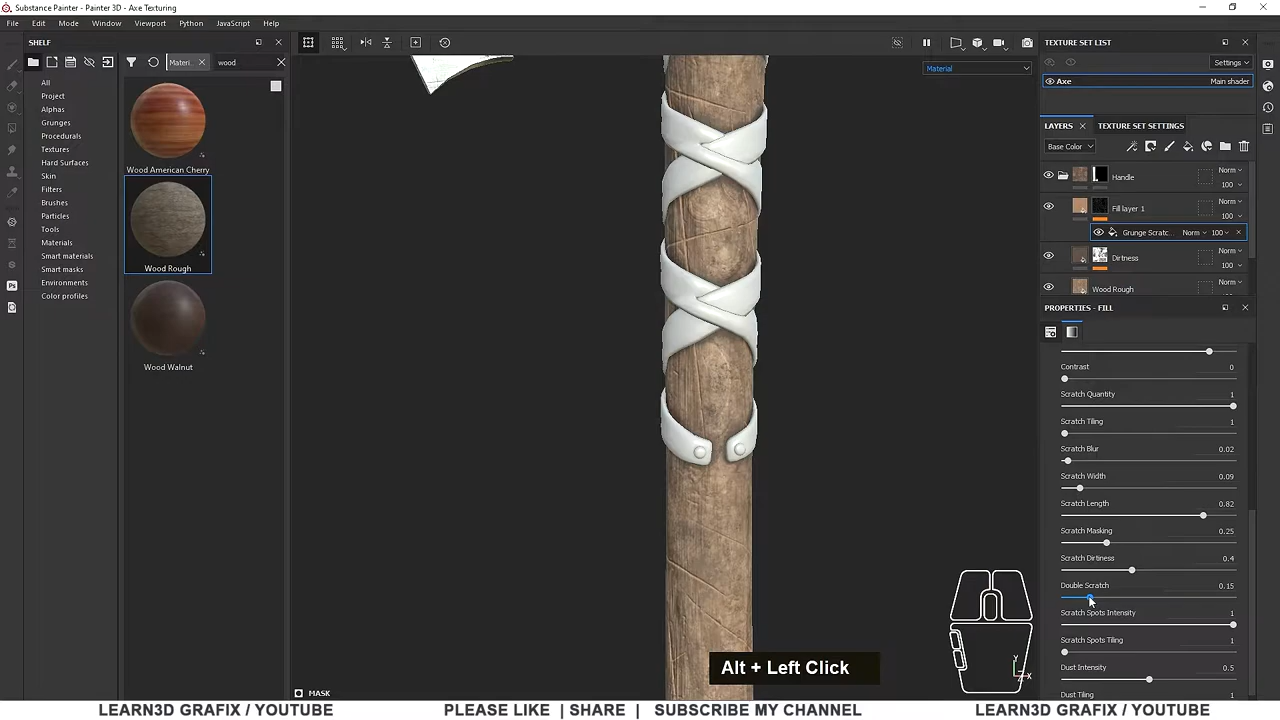 Substance Painter - Painter 3D - Axe Texturing
File Edit Mode Window Viewport Python JavaScript Help
SHELF
Materi...
wood
All
Project
Alphas
Grunges
Procedurals
Textures
Hard Surfaces
Skin
Filters
Brushes
Particles
Tools
Materials
Smart materials
Smart masks
Environments
Color profiles
Wood American Cherry
Wood Rough
Wood Walnut
Material
MASK
Alt + Left Click
Y
X
TEXTURE SET LIST
Settings
Axe Main shader
LAYERS TEXTURE SET SETTINGS
Base Color
Handle Norm 100
Fill layer 1 Norm 100
Grunge Scratc... Norm 100
Dirtness Norm 100
Wood Rough Norm 100
PROPERTIES - FILL
Contrast 0
Scratch Quantity 1
Scratch Tiling 1
Scratch Blur 0.02
Scratch Width 0.09
Scratch Length 0.82
Scratch Masking 0.25
Scratch Dirtiness 0.4
Double Scratch 0.15
Scratch Spots Intensity 1
Scratch Spots Tiling 1
Dust Intensity 0.5
Dust Tiling 1
LEARN3D GRAFIX / YOUTUBE PLEASE LIKE | SHARE | SUBSCRIBE MY CHANNEL LEARN3D GRAFIX / YOUTUBE